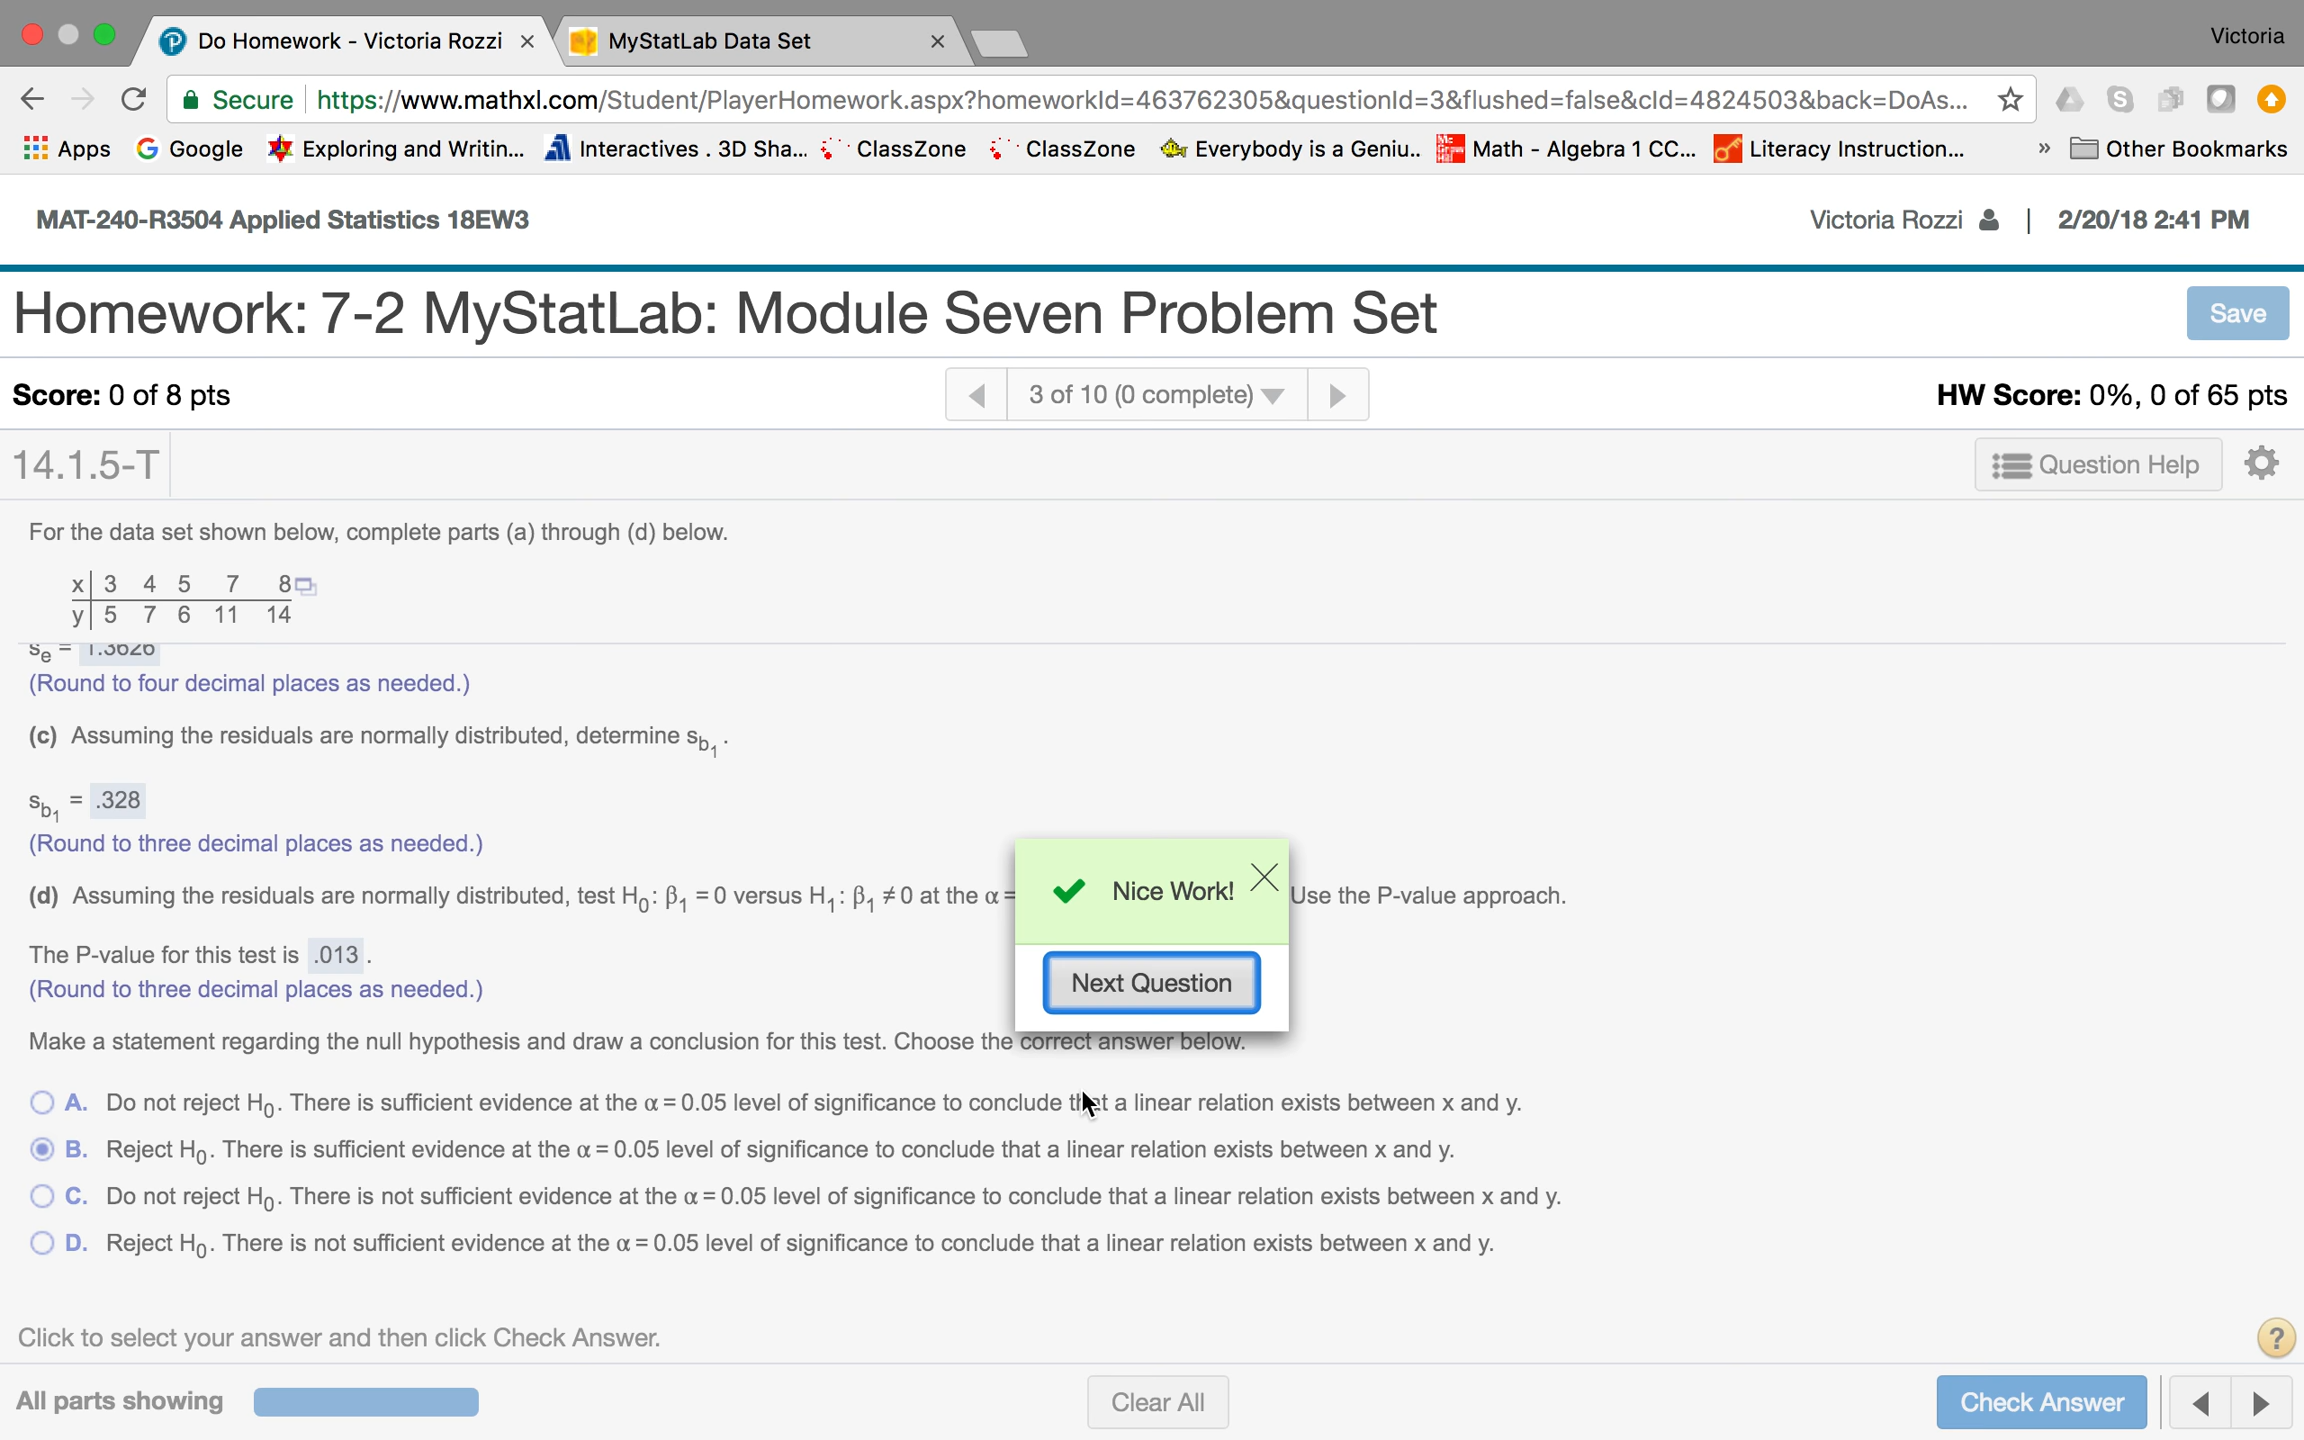 Do Homework - Victoria Rozzi
MyStatLab Data Set
Victoria
Secure https://www.mathxl.com/Student/PlayerHomework.aspx?homeworkId=463762305&questionId=3&flushed=false&cId=4824503&back=DoAs...
Apps Google Exploring and Writin... Interactives . 3D Sha... ClassZone ClassZone Everybody is a Geniu... Math - Algebra 1 CC... Literacy Instruction... » Other Bookmarks
MAT-240-R3504 Applied Statistics 18EW3
Victoria Rozzi | 2/20/18 2:41 PM
Homework: 7-2 MyStatLab: Module Seven Problem Set
Save
Score: 0 of 8 pts
3 of 10 (0 complete)
HW Score: 0%, 0 of 65 pts
14.1.5-T
Question Help
For the data set shown below, complete parts (a) through (d) below.
x 3 4 5 7 8
y 5 7 6 11 14
se = 1.3626
(Round to four decimal places as needed.)
(c) Assuming the residuals are normally distributed, determine sb1.
sb1 = .328
(Round to three decimal places as needed.)
(d) Assuming the residuals are normally distributed, test H0: β1 = 0 versus H1: β1 ≠ 0 at the α = Use the P-value approach.
Nice Work!
Next Question
The P-value for this test is .013.
(Round to three decimal places as needed.)
Make a statement regarding the null hypothesis and draw a conclusion for this test. Choose the correct answer below.
A. Do not reject H0. There is sufficient evidence at the α = 0.05 level of significance to conclude that a linear relation exists between x and y.
B. Reject H0. There is sufficient evidence at the α = 0.05 level of significance to conclude that a linear relation exists between x and y.
C. Do not reject H0. There is not sufficient evidence at the α = 0.05 level of significance to conclude that a linear relation exists between x and y.
D. Reject H0. There is not sufficient evidence at the α = 0.05 level of significance to conclude that a linear relation exists between x and y.
Click to select your answer and then click Check Answer.
?
All parts showing
Clear All
Check Answer